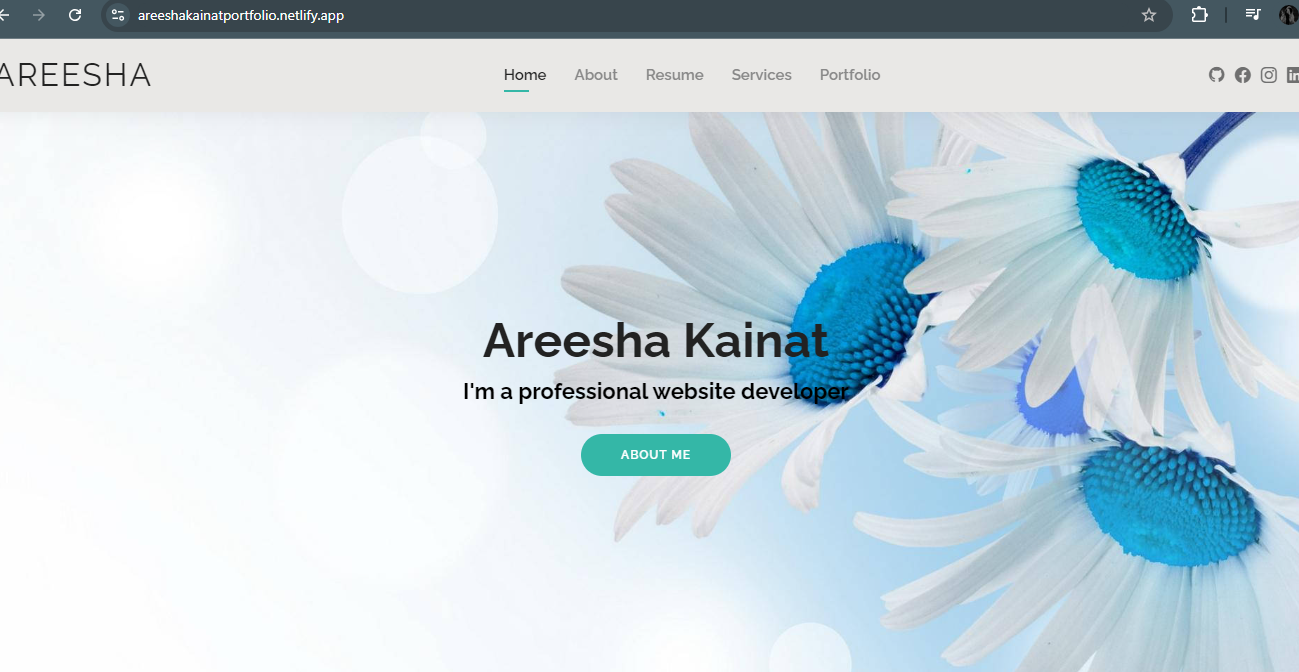 areeshakainatportfolio.netlify.app
AREESHA
Home About Resume Services Portfolio
Areesha Kainat
I'm a professional website developer
ABOUT ME